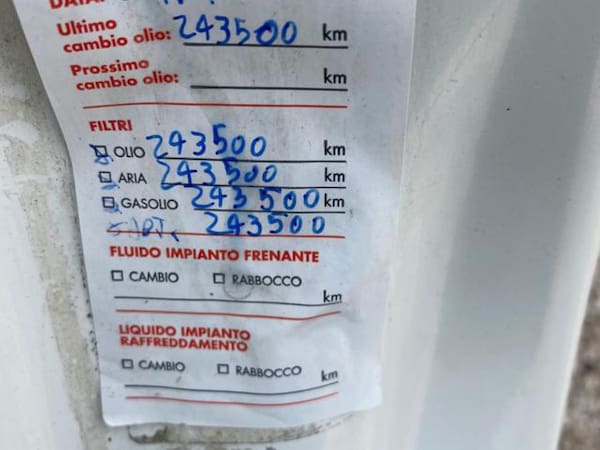 DATA:
Ultimo
cambio olio: 243500 km
Prossimo
cambio olio: km
FILTRI
OLIO 243500 km
ARIA 243500 km
GASOLIO 243500 km
243500
FLUIDO IMPIANTO FRENANTE
CAMBIO RABBOCCO
km
LIQUIDO IMPIANTO
RAFFREDDAMENTO
CAMBIO RABBOCCO km